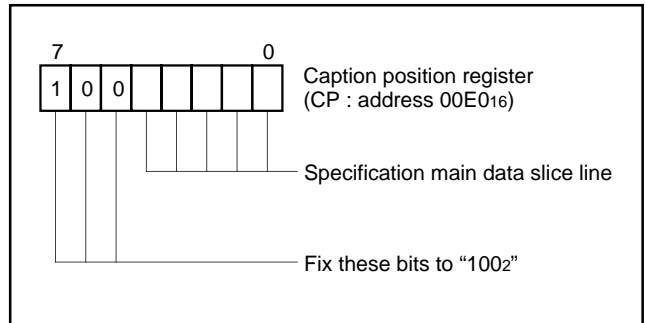 7 0
1 0 0
Caption position register
(CP : address 00E016)
Specification main data slice line
Fix these bits to “1002”